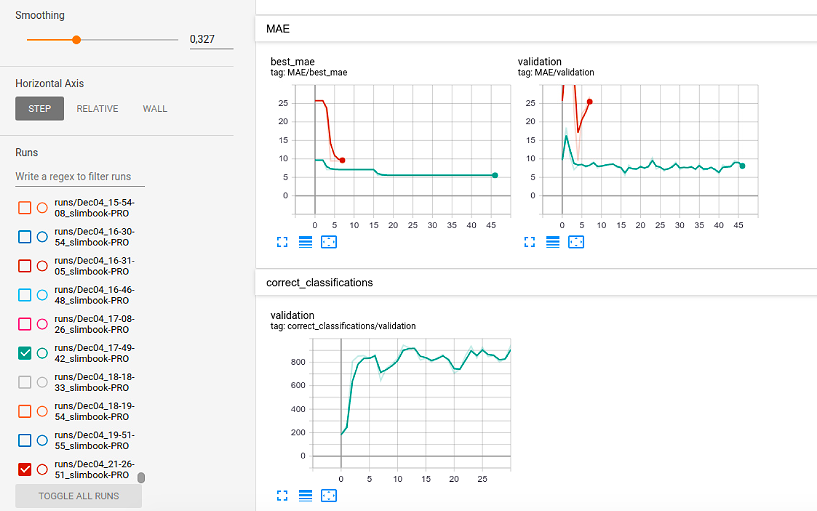 Smoothing
0,327
Horizontal Axis
STEP RELATIVE WALL
Runs
Write a regex to filter runs
runs/Dec04_15-54-
08_slimbook-PRO
runs/Dec04_16-30-
54_slimbook-PRO
runs/Dec04_16-31-
05_slimbook-PRO
runs/Dec04_16-46-
48_slimbook-PRO
runs/Dec04_17-08-
26_slimbook-PRO
runs/Dec04_17-49-
42_slimbook-PRO
runs/Dec04_18-18-
33_slimbook-PRO
runs/Dec04_18-19-
54_slimbook-PRO
runs/Dec04_19-51-
55_slimbook-PRO
runs/Dec04_21-26-
51_slimbook-PRO
TOGGLE ALL RUNS
MAE
best_mae
tag: MAE/best_mae
25
20
15
10
5
0
0 5 10 15 20 25 30 35 40 45
validation
tag: MAE/validation
25
20
15
10
5
0
0 5 10 15 20 25 30 35 40 45
correct_classifications
validation
tag: correct_classifications/validation
800
600
400
200
0
0 5 10 15 20 25